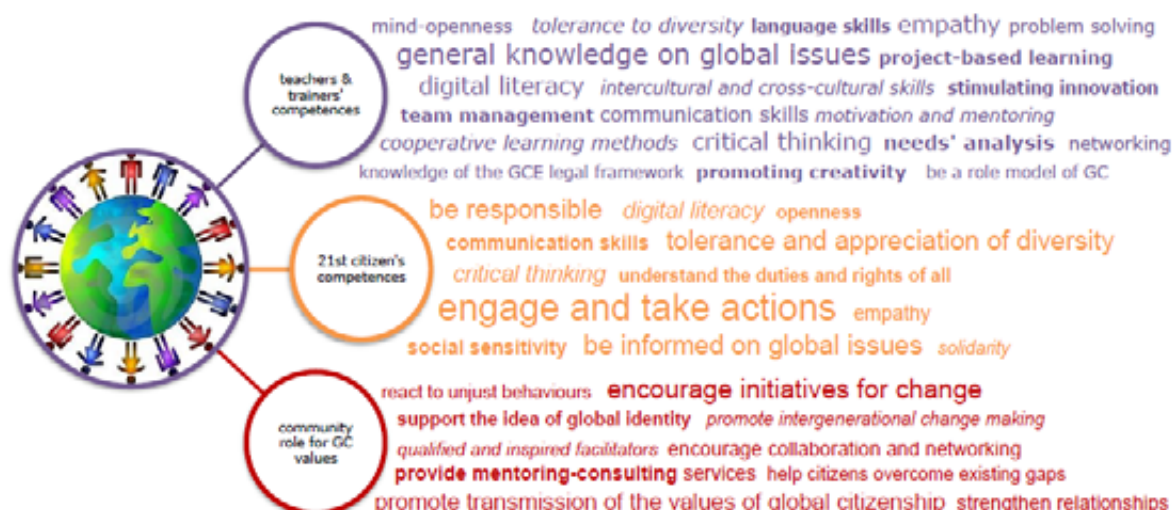 teachers &
trainers'
competences
mind-openness tolerance to diversity language skills empathy problem solving
general knowledge on global issues project-based learning
digital literacy intercultural and cross-cultural skills stimulating innovation
team management communication skills motivation and mentoring
cooperative learning methods critical thinking needs' analysis networking
knowledge of the GCE legal framework promoting creativity be a role model of GC
21st citizen's
competences
be responsible digital literacy openness
communication skills tolerance and appreciation of diversity
critical thinking understand the duties and rights of all
engage and take actions empathy
social sensitivity be informed on global issues solidarity
community
role for GC
values
react to unjust behaviours encourage initiatives for change
support the idea of global identity promote intergenerational change making
qualified and inspired facilitators encourage collaboration and networking
provide mentoring-consulting services help citizens overcome existing gaps
promote transmission of the values of global citizenship strengthen relationships